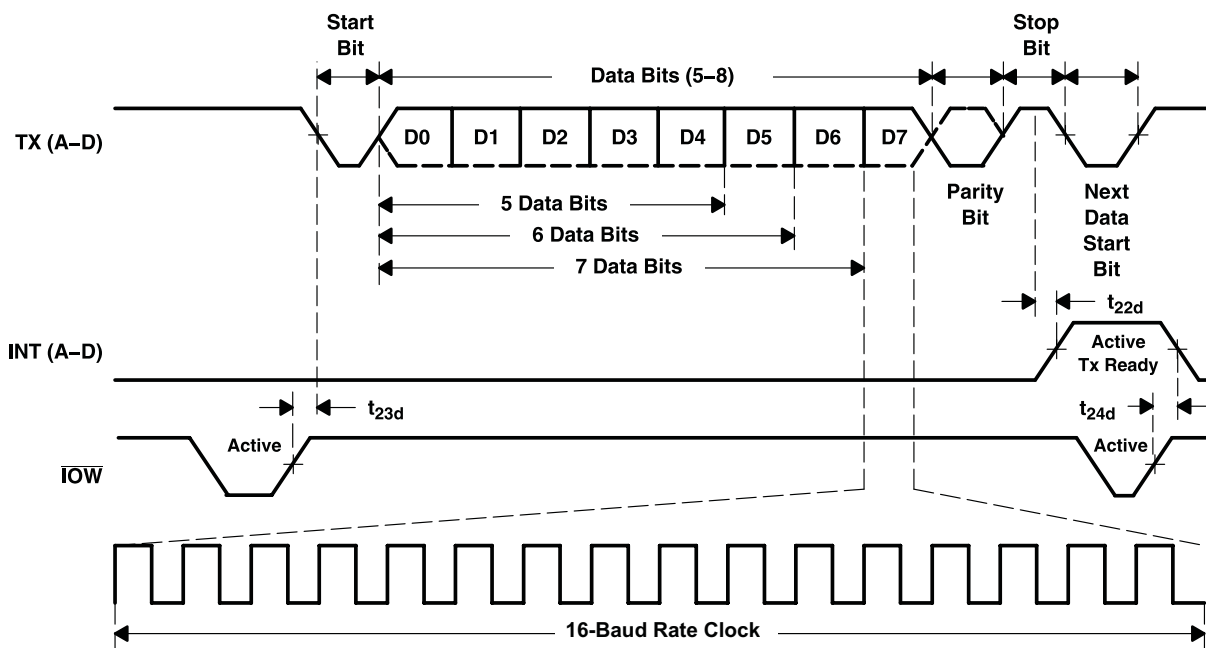 Start
Bit
Stop
Bit
Data Bits (5–8)
TX (A–D)
D0 D1 D2 D3 D4 D5 D6 D7
5 Data Bits
6 Data Bits
7 Data Bits
Parity
Bit
Next
Data
Start
Bit
t22d
INT (A–D)
Active
Tx Ready
t23d
t24d
IOW
Active
Active
16-Baud Rate Clock